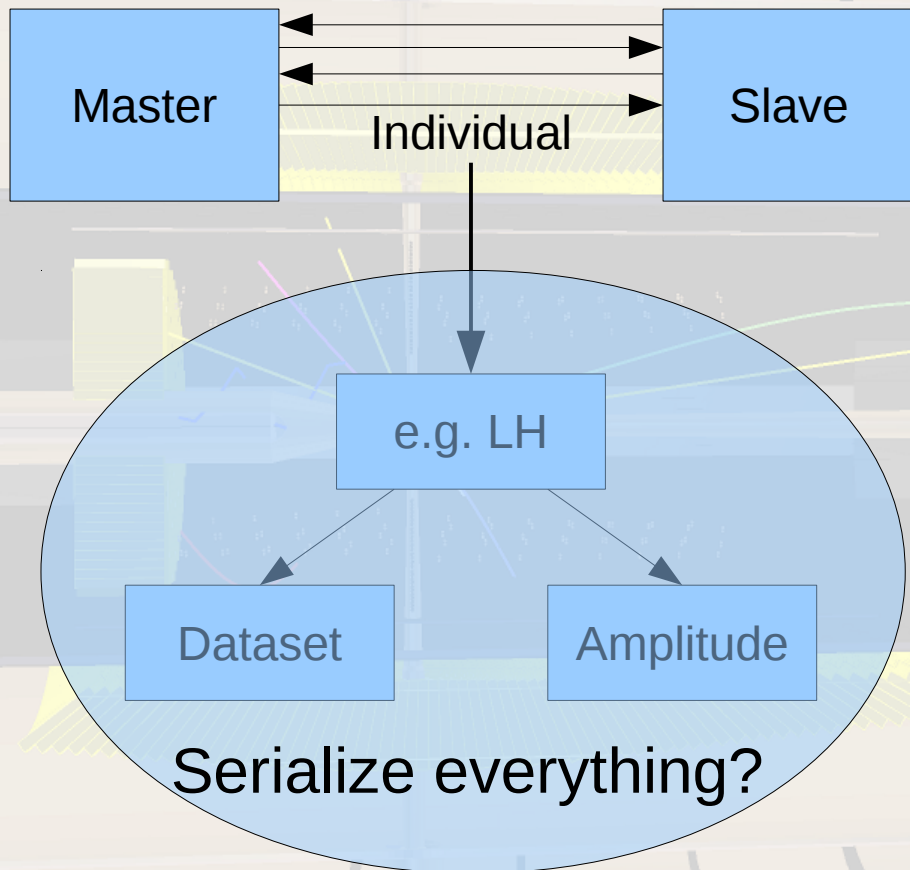 Master
Slave
Individual
e.g. LH
Dataset
Amplitude
Serialize everything?